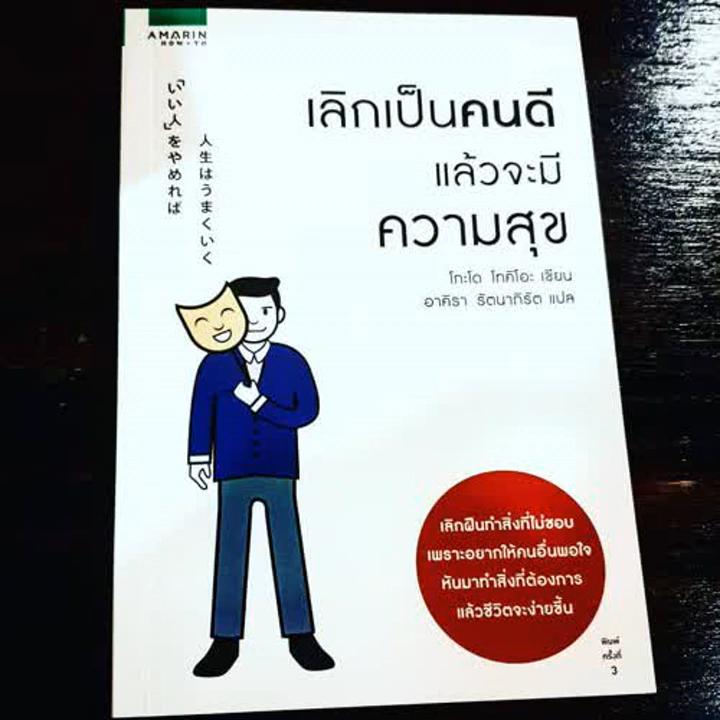 AMARIN
HOW • TO
「いい人」をやめれば
人生はうまくいく
เลิกเป็นคนดี
แล้วจะมี
ความสุข
โกะโด โทคิโอะ เขียน
อาคิรา รัตนาภิรัต แปล
เลิกฝืนทำสิ่งที่ไม่ชอบ
เพราะอยากให้คนอื่นพอใจ
หันมาทำสิ่งที่ต้องการ
แล้วชีวิตจะง่ายขึ้น
พิมพ์
ครั้งที่
3